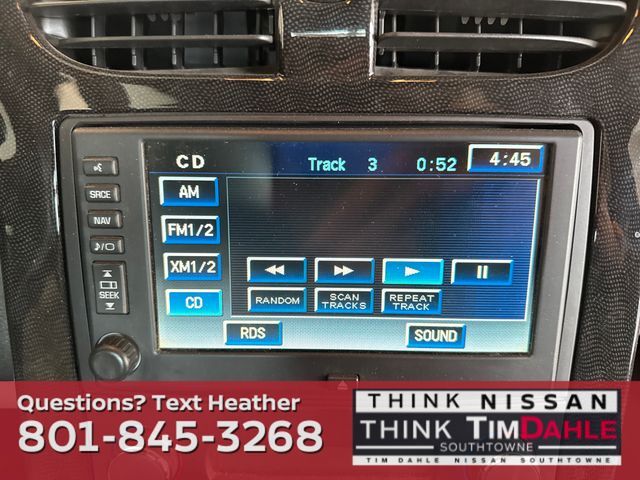 CD Track 3 0:52 4:45
AM
FM1/2
XM1/2
CD
RANDOM
SCAN TRACKS
REPEAT TRACK
RDS
SOUND
SRCE
NAV
SEEK
Questions? Text Heather
801-845-3268
THINK NISSAN
THINK TIMDAHLE
SOUTHTOWNE
TIM DAHLE NISSAN SOUTHTOWNE